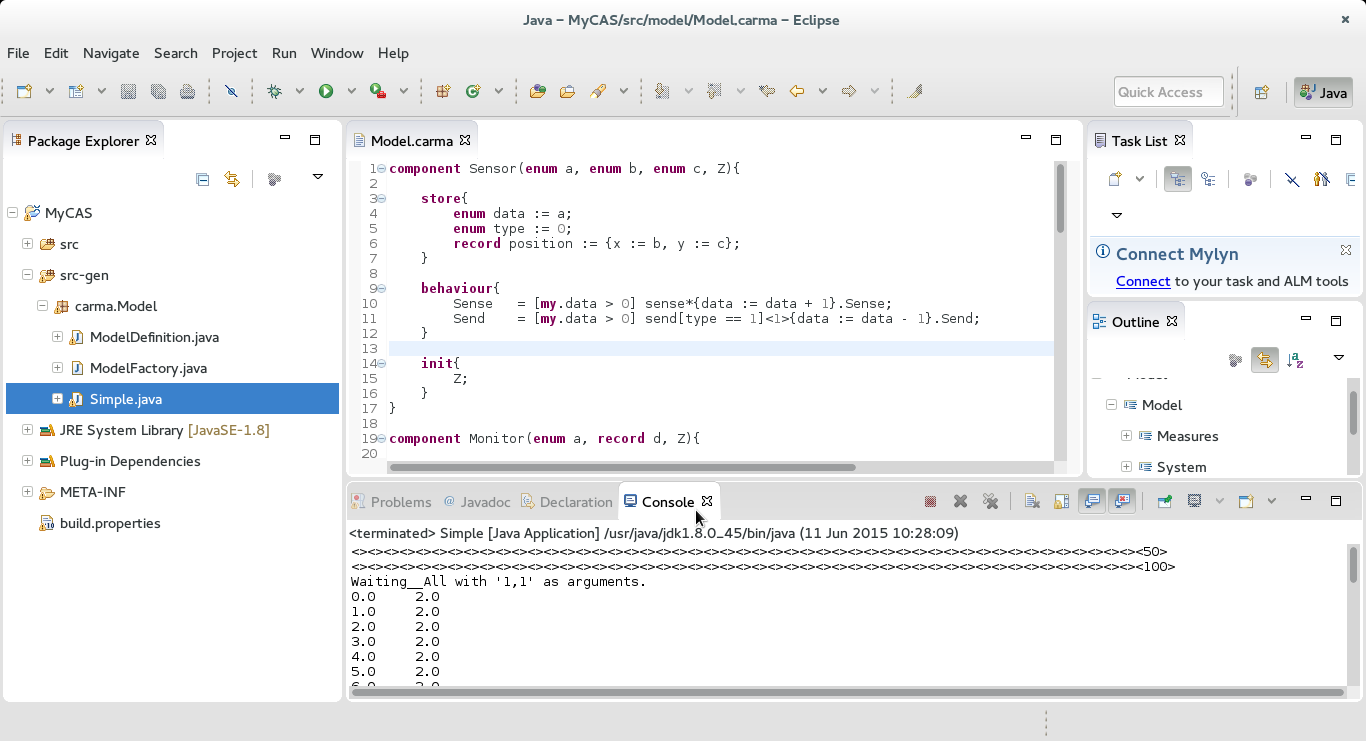 Java – MyCAS/src/model/Model.carma – Eclipse
File Edit Navigate Search Project Run Window Help
Quick Access
Java
Package Explorer
MyCAS
src
src-gen
carma.Model
ModelDefinition.java
ModelFactory.java
Simple.java
JRE System Library [JavaSE-1.8]
Plug-in Dependencies
META-INF
build.properties
Model.carma
1 component Sensor(enum a, enum b, enum c, Z){
2
3 store{
4 enum data := a;
5 enum type := 0;
6 record position := {x := b, y := c};
7 }
8
9 behaviour{
10 Sense = [my.data > 0] sense*{data := data + 1}.Sense;
11 Send = [my.data > 0] send[type == 1]<1>{data := data - 1}.Send;
12 }
13
14 init{
15 Z;
16 }
17 }
18
19 component Monitor(enum a, record d, Z){
20
Task List
Connect Mylyn
Connect to your task and ALM tools
Outline
Model
Measures
System
Problems @ Javadoc Declaration Console
<terminated> Simple [Java Application] /usr/java/jdk1.8.0_45/bin/java (11 Jun 2015 10:28:09)
<><><><><><><><><><><><><><><><><><><><><><><><><><><><><><><><><><><><><><><><><><><><><><><><><><50>
<><><><><><><><><><><><><><><><><><><><><><><><><><><><><><><><><><><><><><><><><><><><><><><><><><100>
Waiting__All with '1,1' as arguments.
0.0 2.0
1.0 2.0
2.0 2.0
3.0 2.0
4.0 2.0
5.0 2.0